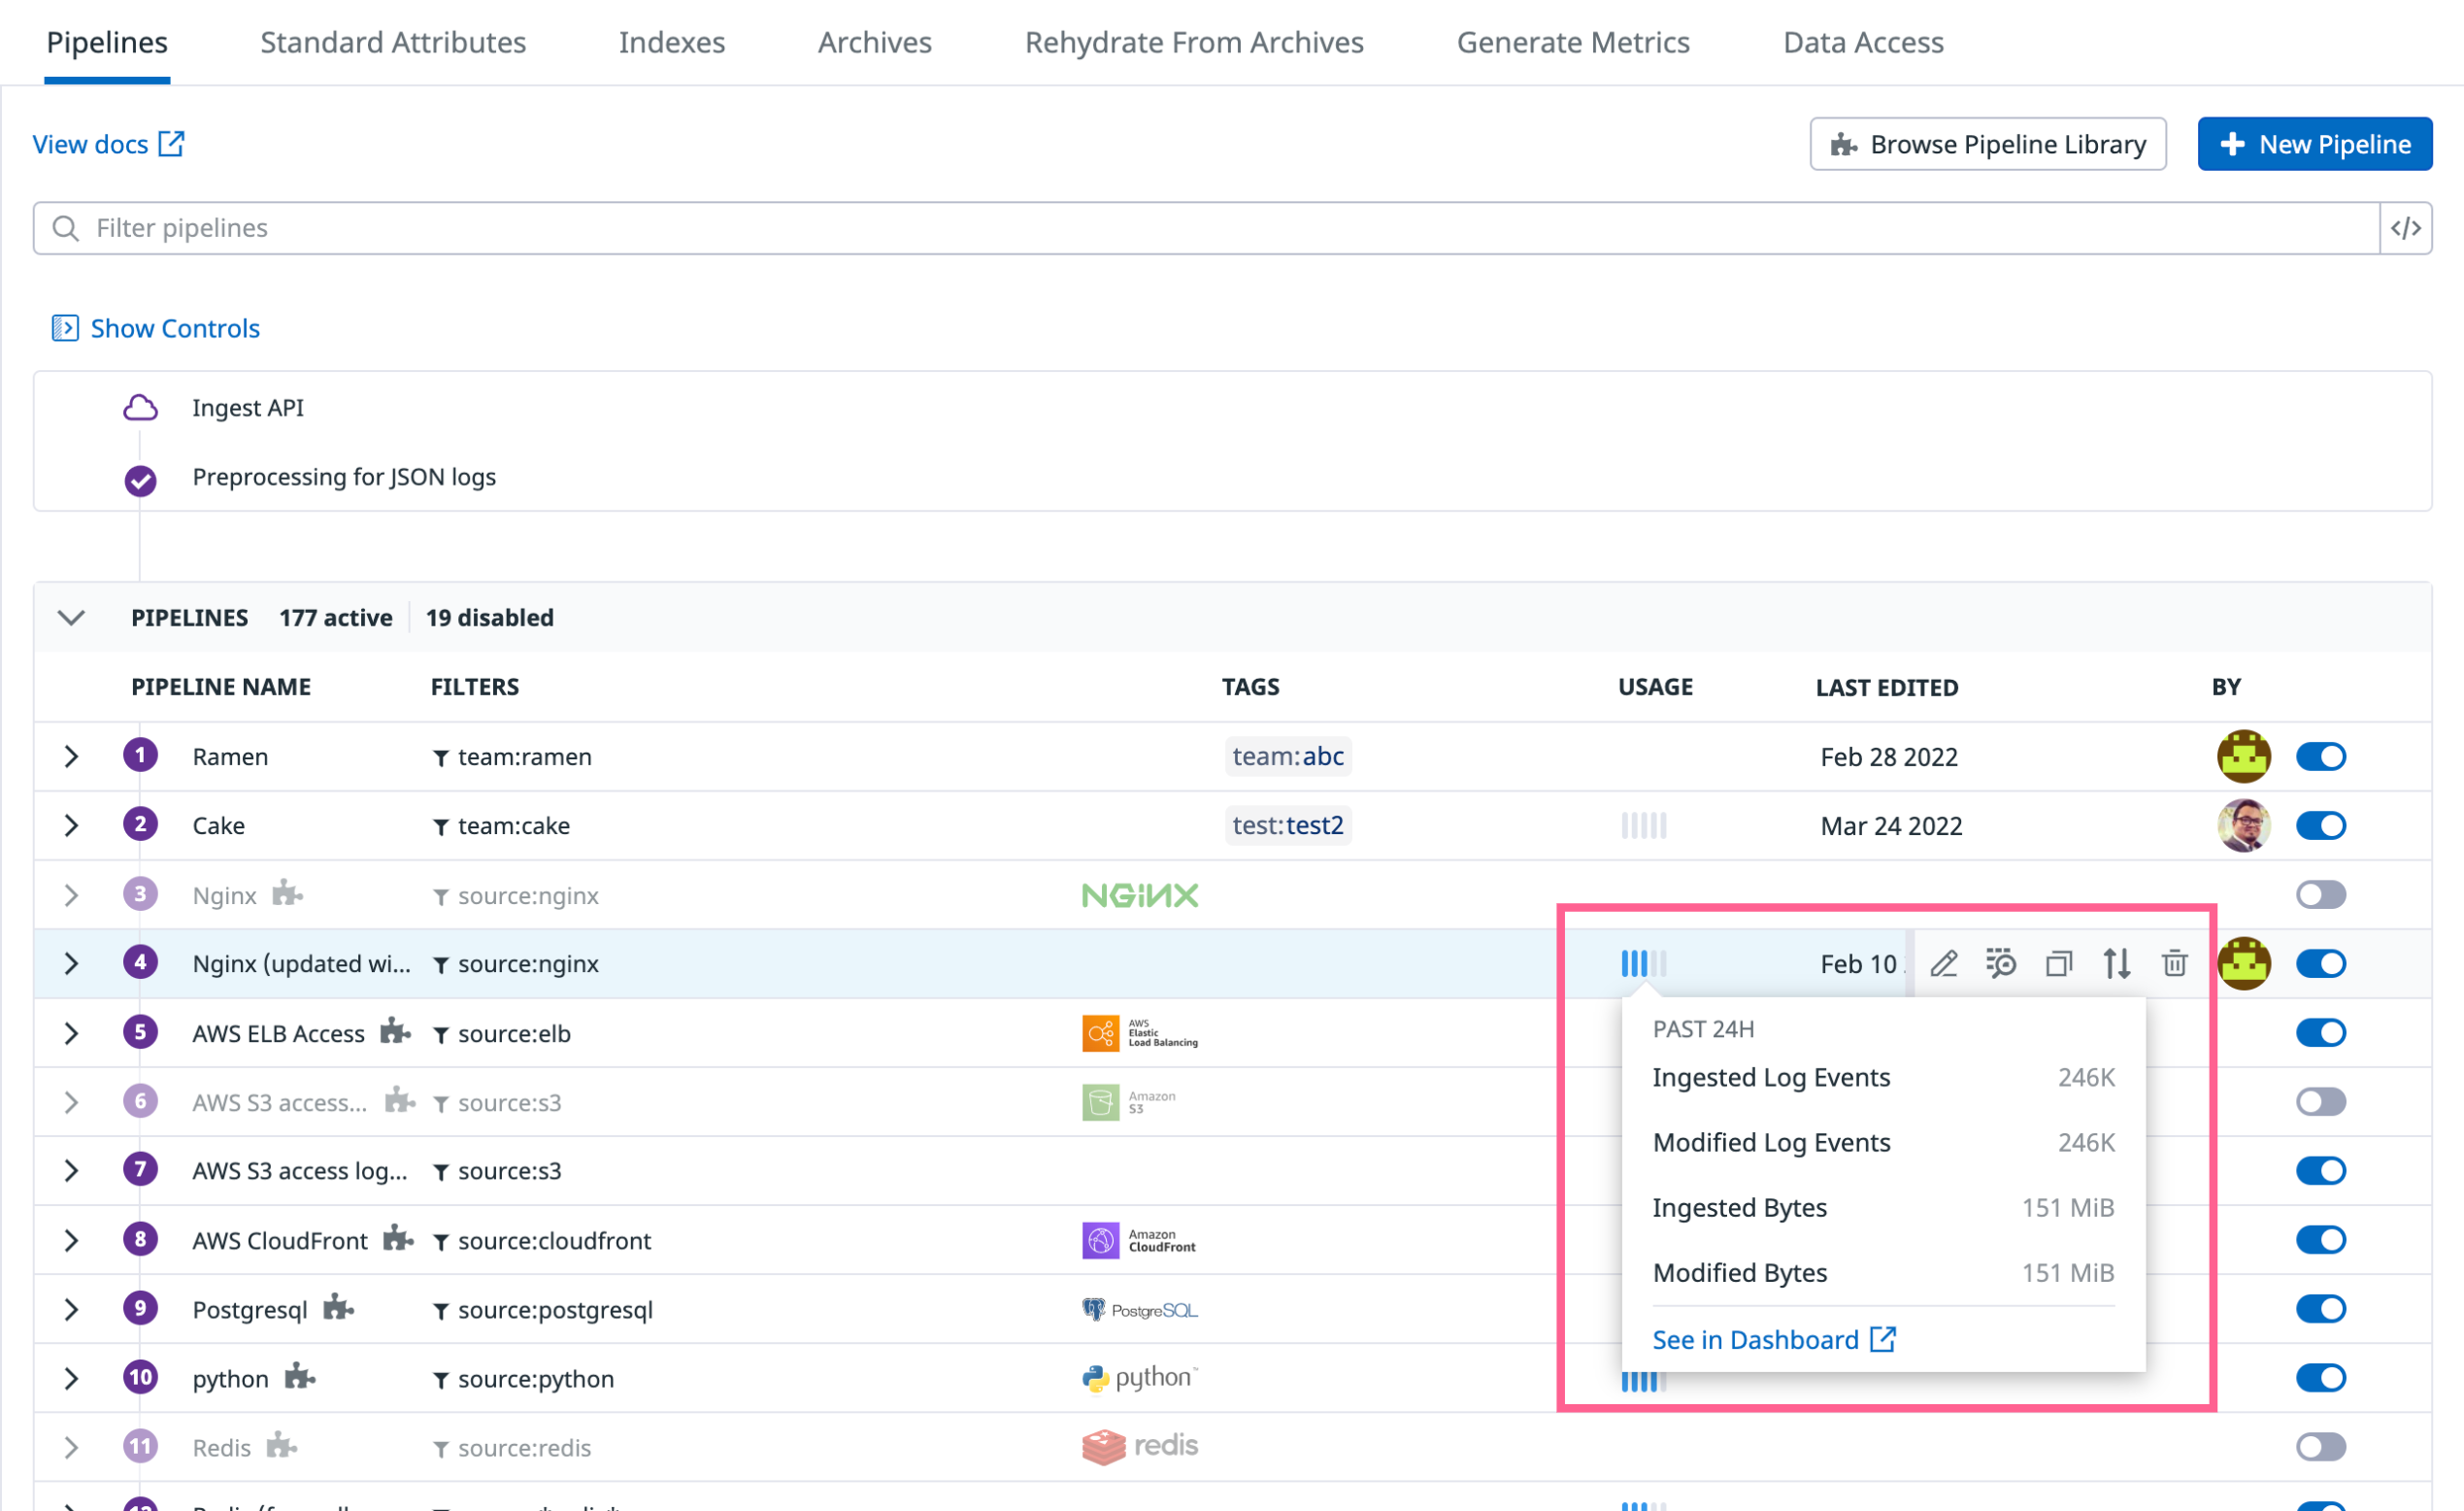 Pipelines Standard Attributes Indexes Archives Rehydrate From Archives Generate Metrics Data Access
View docs Browse Pipeline Library New Pipeline
Filter pipelines </>
Show Controls
Ingest API
Preprocessing for JSON logs
PIPELINES 177 active 19 disabled
PIPELINE NAME FILTERS TAGS USAGE LAST EDITED BY
1 Ramen team:ramen team:abc Feb 28 2022
2 Cake team:cake test:test2 Mar 24 2022
3 Nginx source:nginx NGINX
4 Nginx (updated wi... source:nginx Feb 10
5 AWS ELB Access source:elb AWS Elastic Load Balancing
6 AWS S3 access... source:s3 Amazon S3
7 AWS S3 access log... source:s3
8 AWS CloudFront source:cloudfront Amazon CloudFront
9 Postgresql source:postgresql PostgreSQL
10 python source:python python™
11 Redis source:redis redis
PAST 24H
Ingested Log Events 246K
Modified Log Events 246K
Ingested Bytes 151 MiB
Modified Bytes 151 MiB
See in Dashboard